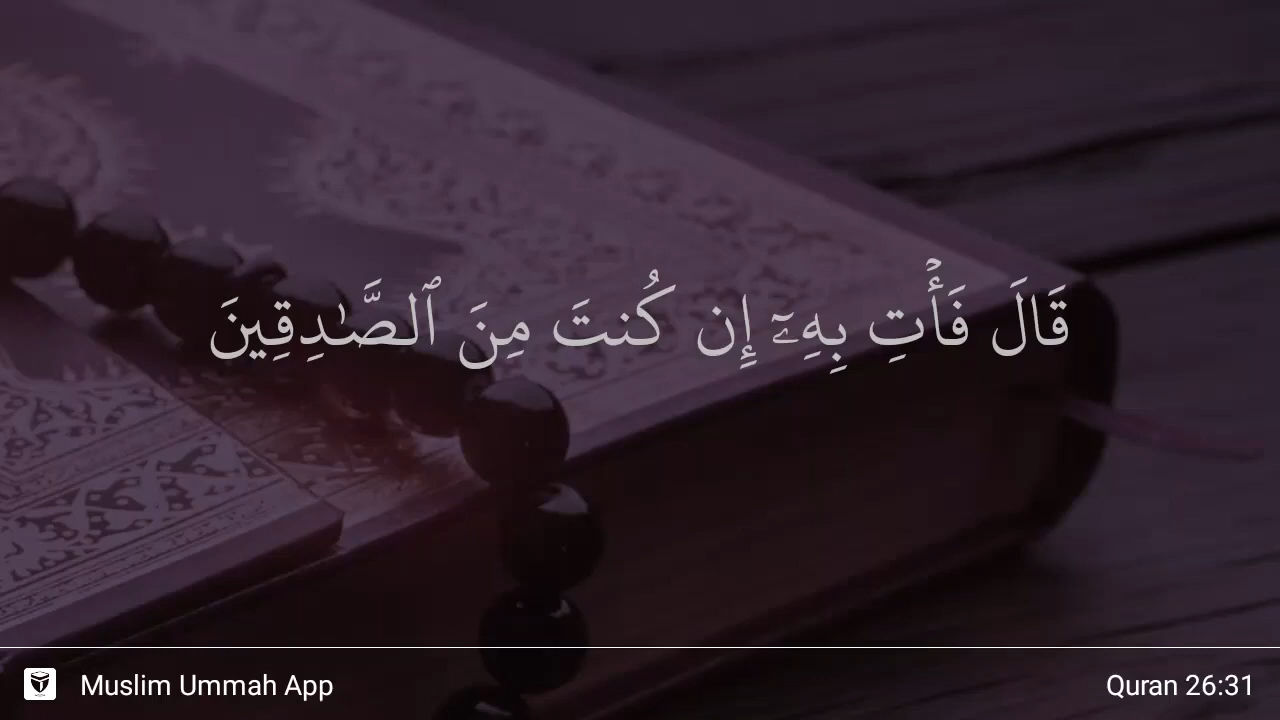 قَالَ فَأْتِ بِهِۦٓ إِن كُنتَ مِنَ ٱلصَّٰدِقِينَ
Muslim Ummah App
Quran 26:31